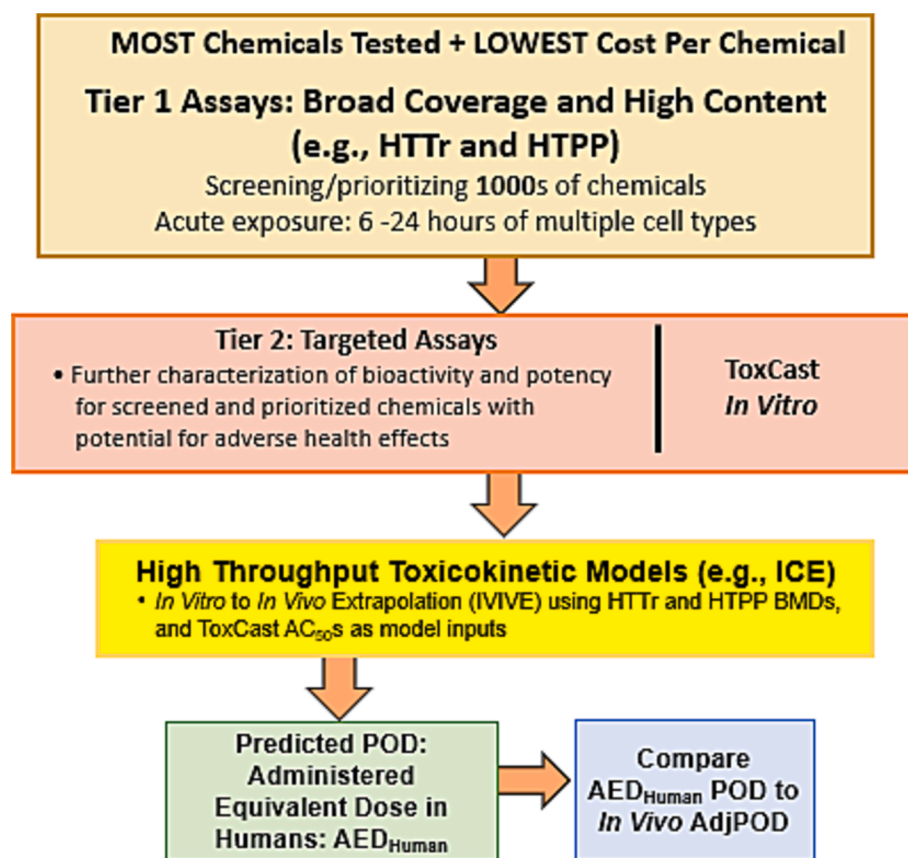 MOST Chemicals Tested + LOWEST Cost Per Chemical
Tier 1 Assays: Broad Coverage and High Content
(e.g., HTTr and HTPP)
Screening/prioritizing 1000s of chemicals
Acute exposure: 6 -24 hours of multiple cell types
Tier 2: Targeted Assays
• Further characterization of bioactivity and potency
for screened and prioritized chemicals with
potential for adverse health effects
ToxCast
In Vitro
High Throughput Toxicokinetic Models (e.g., ICE)
• In Vitro to In Vivo Extrapolation (IVIVE) using HTTr and HTPP BMDs,
and ToxCast AC50s as model inputs
Predicted POD:
Administered
Equivalent Dose in
Humans: AEDHuman
Compare
AEDHuman POD to
In Vivo AdjPOD